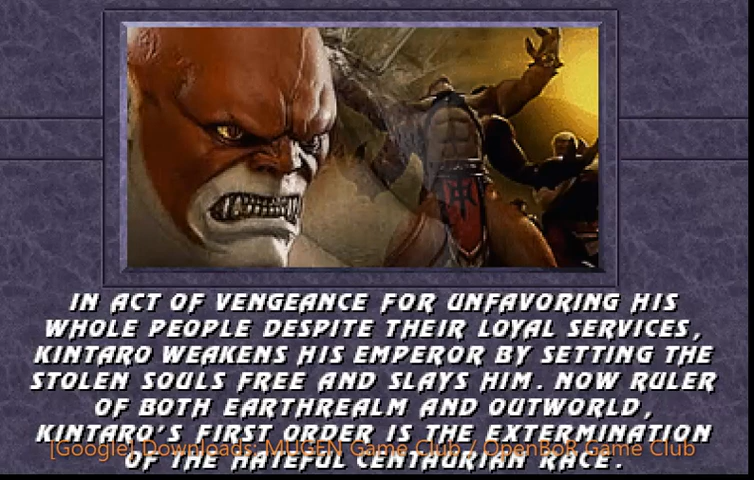 IN ACT OF VENGEANCE FOR UNFAVORING HIS
WHOLE PEOPLE DESPITE THEIR LOYAL SERVICES,
KINTARO WEAKENS HIS EMPEROR BY SETTING THE
STOLEN SOULS FREE AND SLAYS HIM. NOW RULER
OF BOTH EARTHREALM AND OUTWORLD,
KINTARO'S FIRST ORDER IS THE EXTERMINATION
[Google] Downloads: MUGEN Game Club / OpenBoR Game Club
OF THE HATEFUL CENTAURIAN RACE.